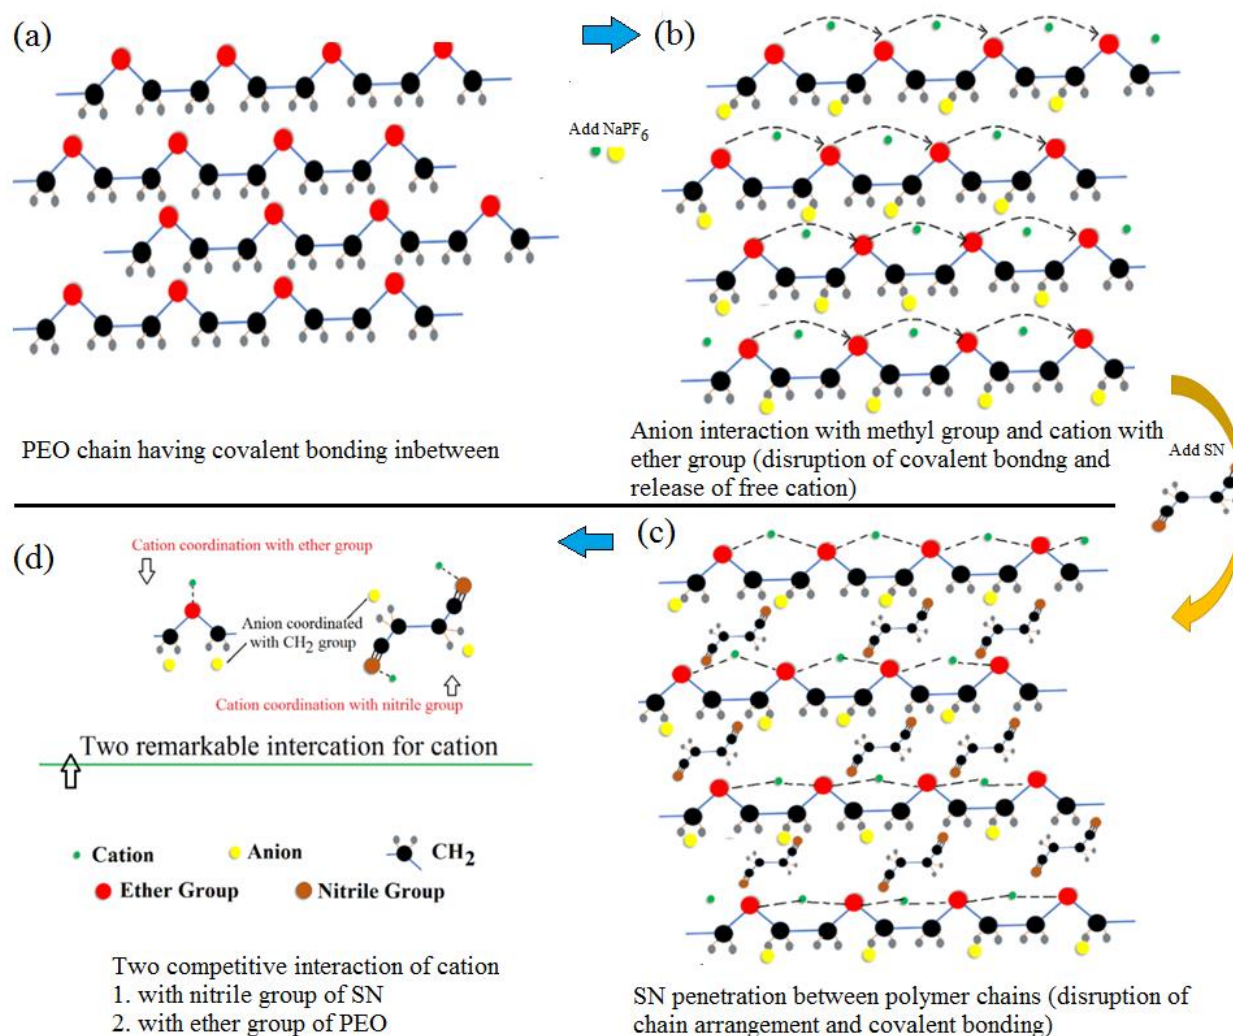 (a)
PEO chain having covalent bonding inbetween
Add NaPF6
(b)
Anion interaction with methyl group and cation with
ether group (disruption of covalent bondng and
release of free cation)
Add SN
(c)
SN penetration between polymer chains (disruption of
chain arrangement and covalent bonding)
(d)
Cation coordination with ether group
Anion coordinated
with CH2 group
Cation coordination with nitrile group
Two remarkable intercation for cation
Cation
Anion
CH2
Ether Group
Nitrile Group
Two competitive interaction of cation
1. with nitrile group of SN
2. with ether group of PEO